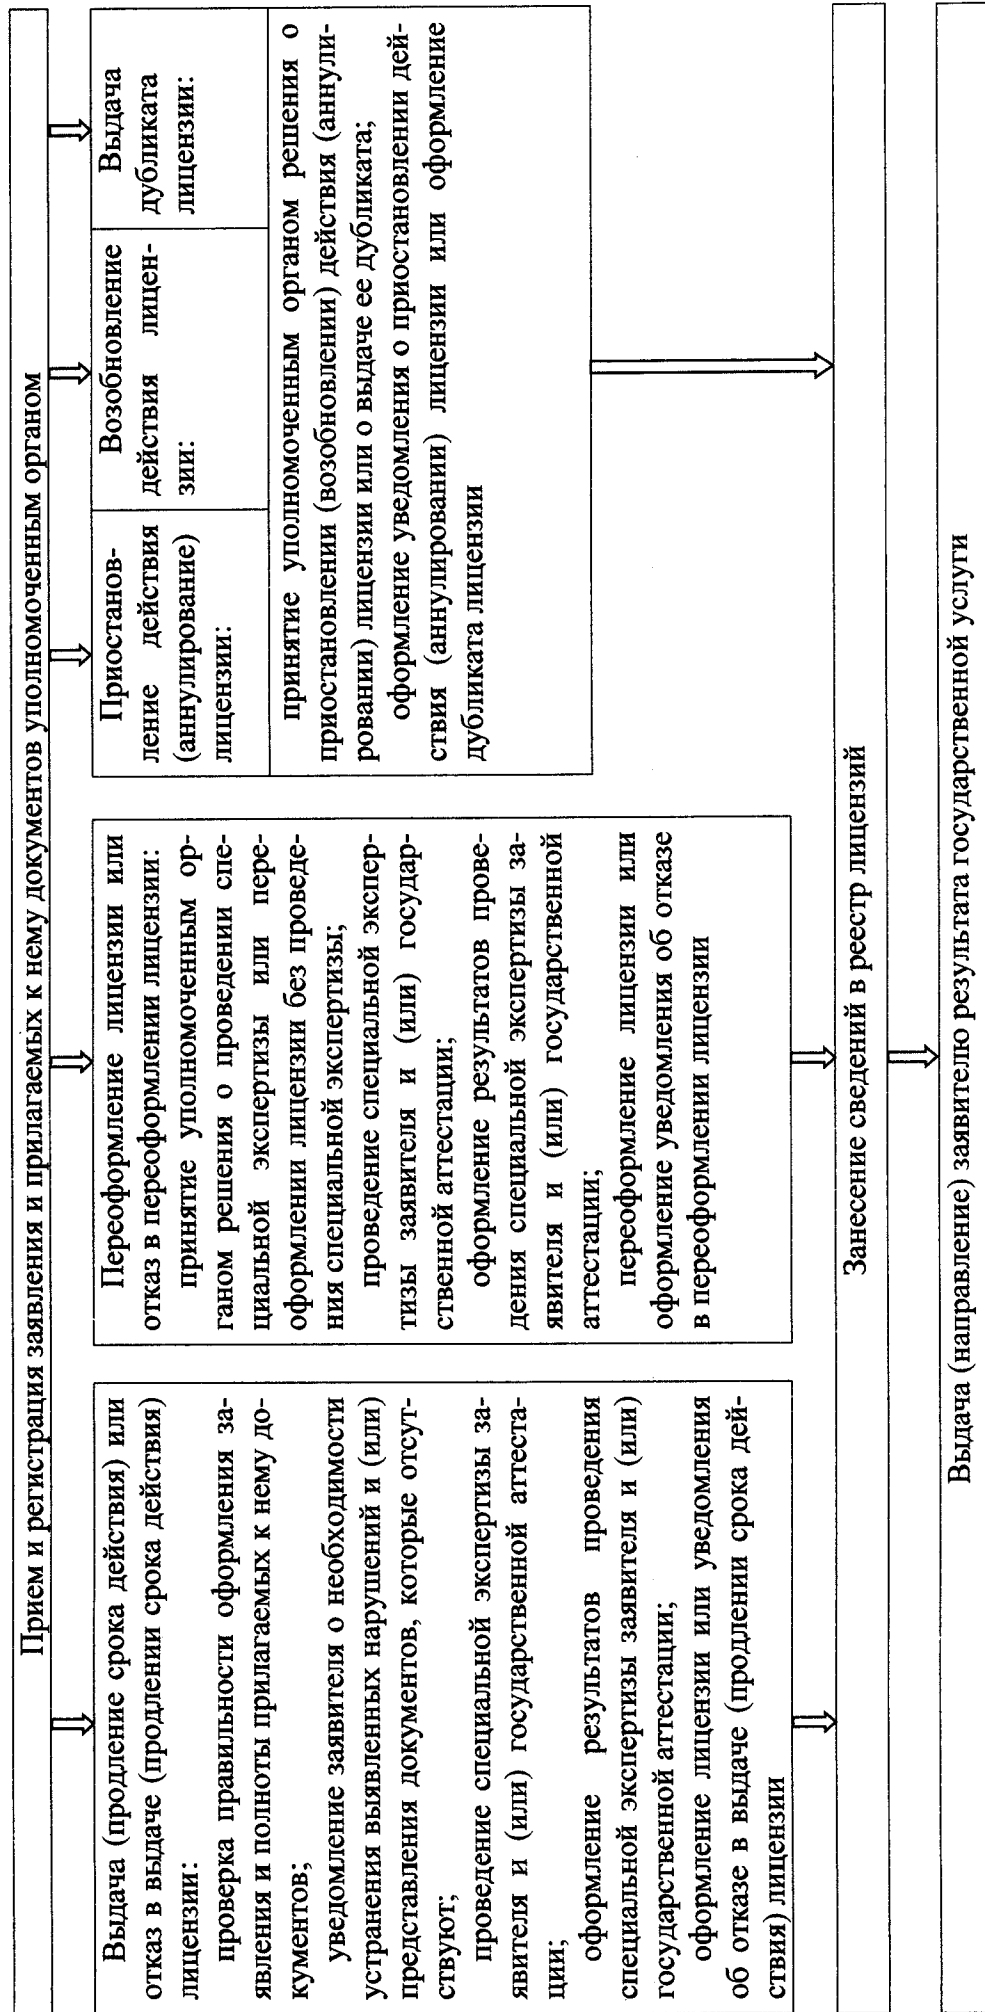 Прием и регистрация заявления и прилагаемых к нему документов уполномоченным органом
Выдача (продление срока действия) или
отказ в выдаче (продлении срока действия)
лицензии:
проверка правильности оформления за-
явления и полноты прилагаемых к нему до-
кументов;
уведомление заявителя о необходимости
устранения выявленных нарушений и (или)
представления документов, которые отсут-
ствуют;
проведение специальной экспертизы за-
явителя и (или) государственной аттеста-
ции;
оформление результатов проведения
специальной экспертизы заявителя и (или)
государственной аттестации;
оформление лицензии или уведомления
об отказе в выдаче (продлении срока дей-
ствия) лицензии
Переоформление лицензии или
отказ в переоформлении лицензии:
принятие уполномоченным ор-
ганом решения о проведении спе-
циальной экспертизы или пере-
оформлении лицензии без проведе-
ния специальной экспертизы;
проведение специальной экспер-
тизы заявителя и (или) государ-
ственной аттестации;
оформление результатов прове-
дения специальной экспертизы за-
явителя и (или) государственной
аттестации;
переоформление лицензии или
оформление уведомления об отказе
в переоформлении лицензии
Приостанов-
ление действия
(аннулирование)
лицензии:
Возобновление
действия лицен-
зии:
Выдача
дубликата
лицензии:
принятие уполномоченным органом решения о
приостановлении (возобновлении) действия (аннули-
ровании) лицензии или о выдаче ее дубликата;
оформление уведомления о приостановлении дей-
ствия (аннулировании) лицензии или оформление
дубликата лицензии
Занесение сведений в реестр лицензий
Выдача (направление) заявителю результата государственной услуги